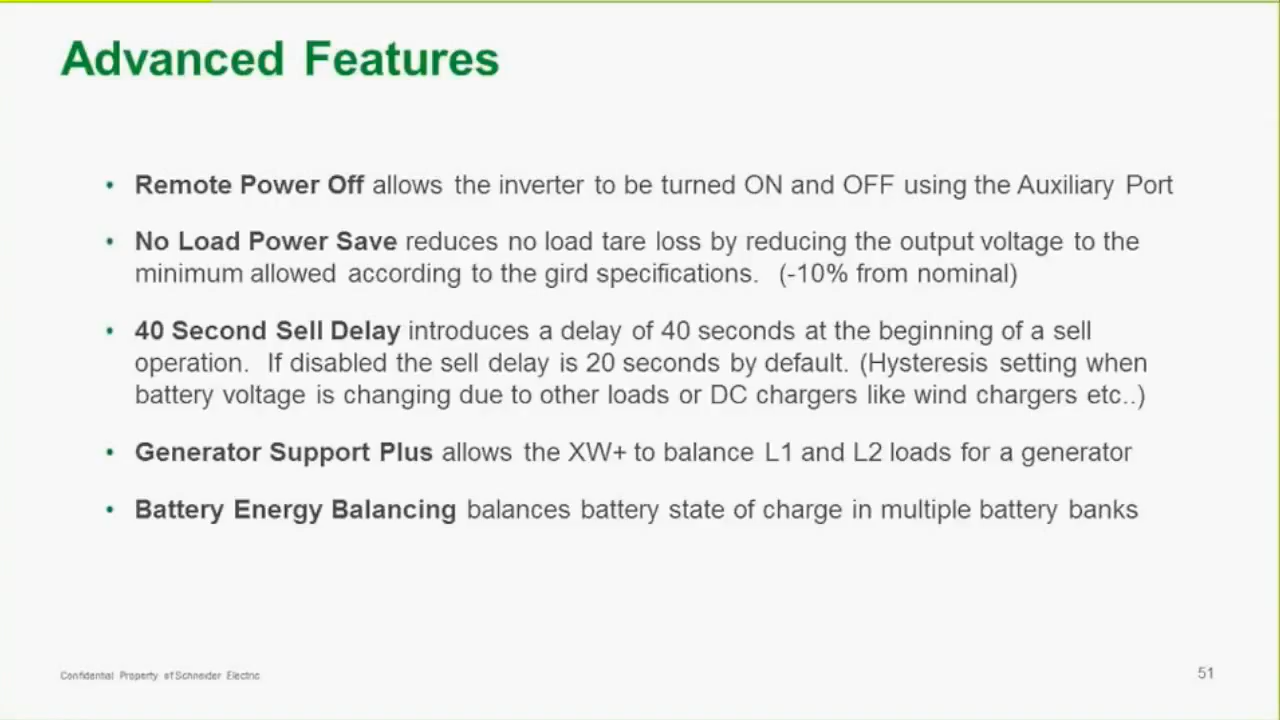 Advanced Features
• Remote Power Off allows the inverter to be turned ON and OFF using the Auxiliary Port
• No Load Power Save reduces no load tare loss by reducing the output voltage to the
minimum allowed according to the gird specifications. (-10% from nominal)
• 40 Second Sell Delay introduces a delay of 40 seconds at the beginning of a sell
operation. If disabled the sell delay is 20 seconds by default. (Hysteresis setting when
battery voltage is changing due to other loads or DC chargers like wind chargers etc..)
• Generator Support Plus allows the XW+ to balance L1 and L2 loads for a generator
• Battery Energy Balancing balances battery state of charge in multiple battery banks
Confidential Property of Schneider Electric
51